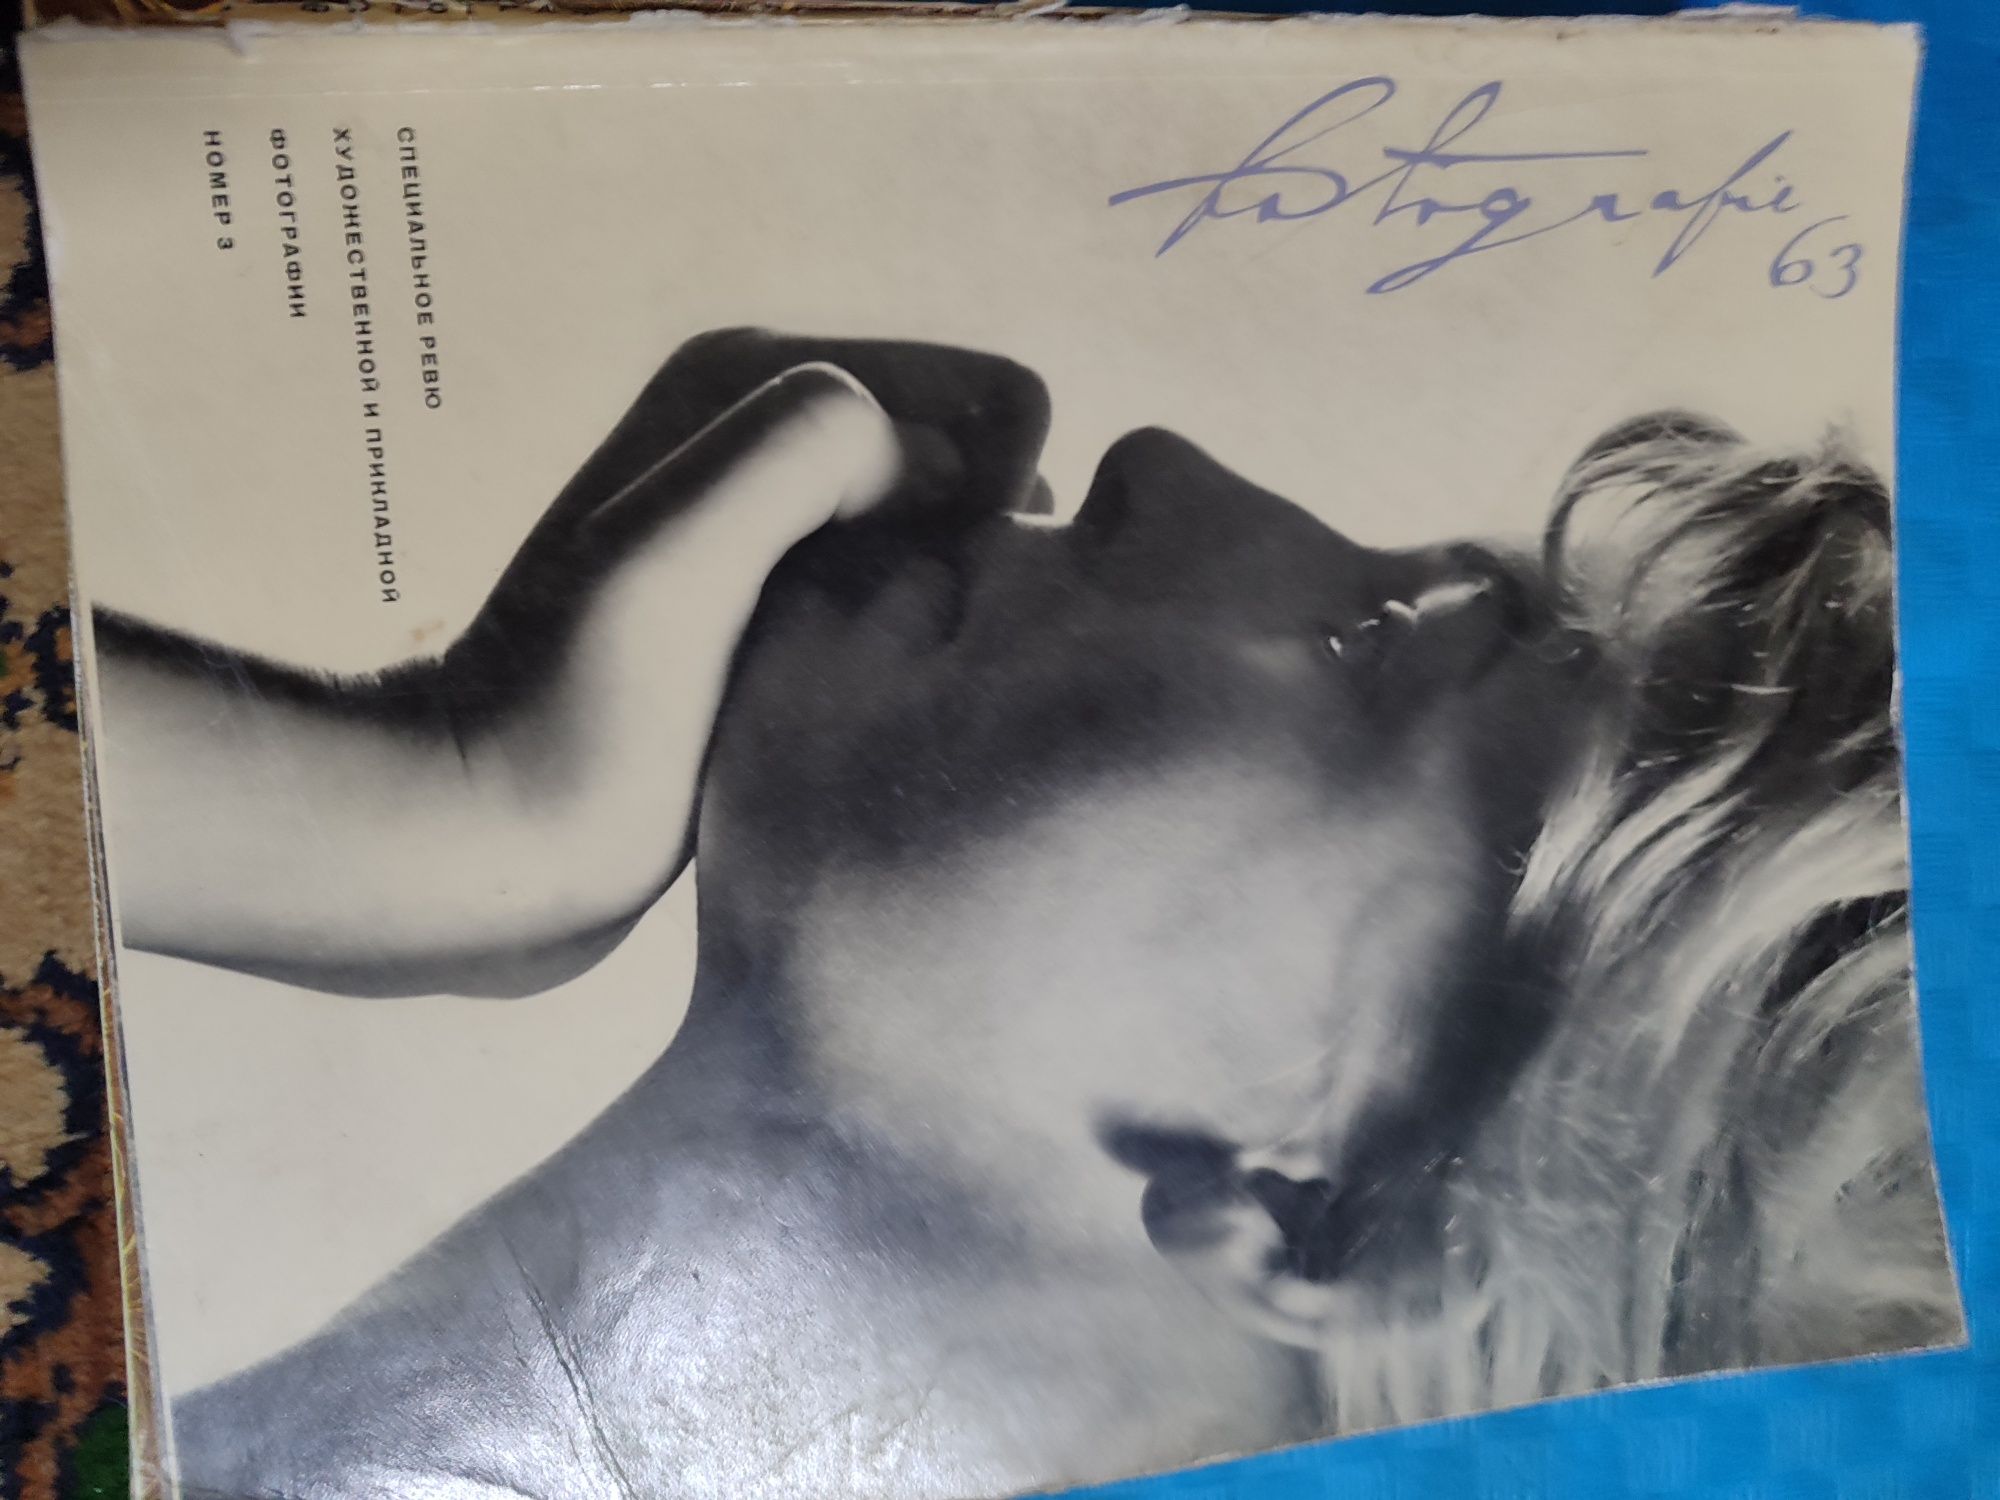 fotografie
63
СПЕЦИАЛЬНОЕ РЕВЮ
ХУДОЖЕСТВЕННОЙ И ПРИКЛАДНОЙ
ФОТОГРАФИИ
НОМЕР 3